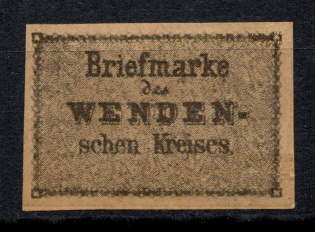 Briefmarke
des
WENDEN-
schen Kreises.